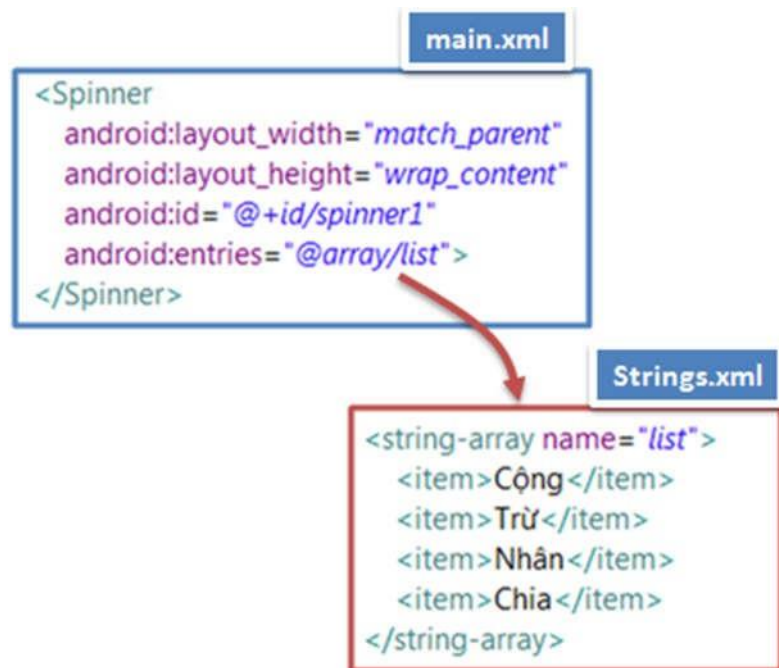 main.xml
<Spinner
android:layout_width="match_parent"
android:layout_height="wrap_content"
android:id="@+id/spinner1"
android:entries="@array/list">
</Spinner>
Strings.xml
<string-array name="list">
<item>Cộng</item>
<item>Trừ</item>
<item>Nhân</item>
<item>Chia</item>
</string-array>